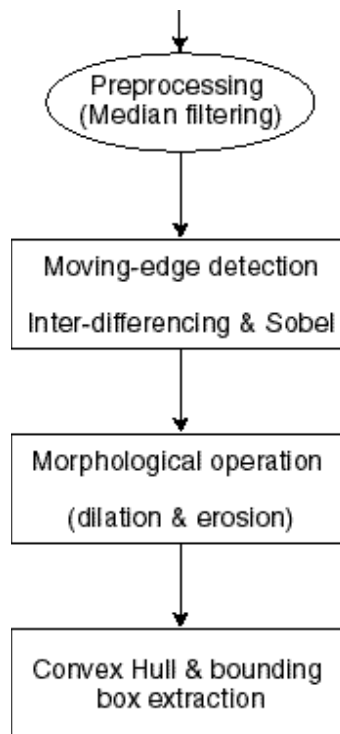 Preprocessing
(Median filtering)
Moving-edge detection
Inter-differencing & Sobel
Morphological operation
(dilation & erosion)
Convex Hull & bounding
box extraction